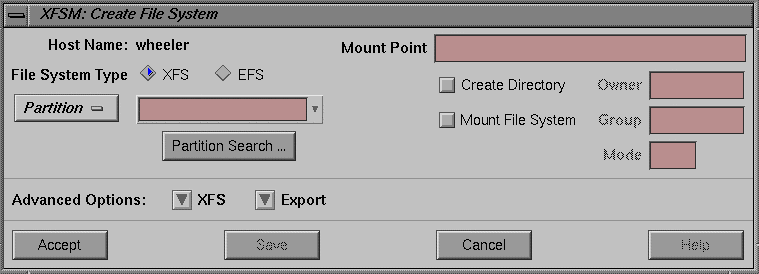 XFSM: Create File System
Host Name: wheeler
Mount Point
File System Type XFS EFS
Create Directory Owner
Partition
Mount File System Group
Partition Search ...
Mode
Advanced Options: XFS Export
Accept Save Cancel Help